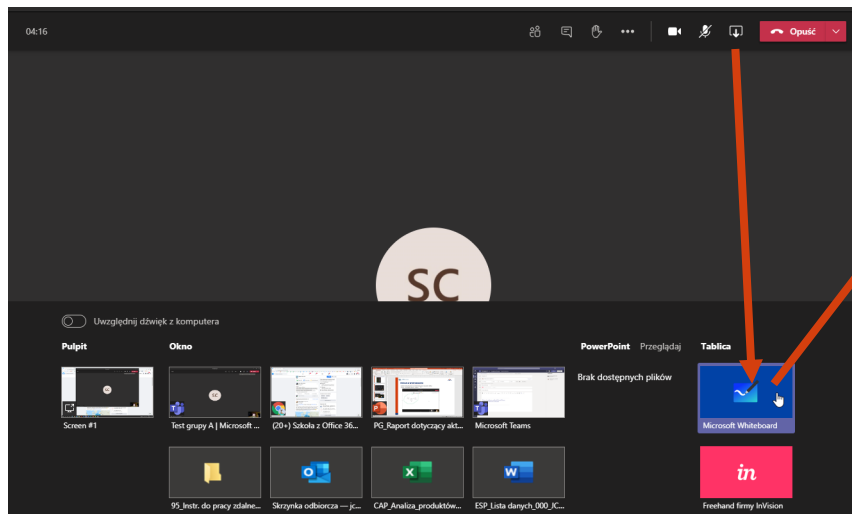 04:16
Opuść
SC
Uwzględnij dźwięk z komputera
Pulpit Okno PowerPoint Przeglądaj Tablica
Brak dostępnych plików
Screen #1 Test grupy A | Microsoft ... (20+) Szkoła z Office 36... PG_Raport dotyczący akt... Microsoft Teams Microsoft Whiteboard
in
95_Instr. do pracy zdalne... Skrzynka odbiorcza — jc... CAP_Analiza_produktów... ESP_Lista danych_000_JC... Freehand firmy InVision